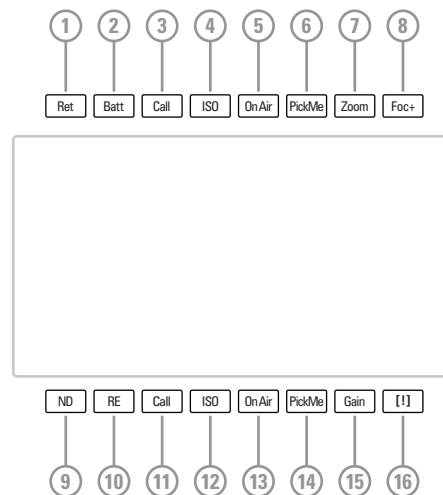 1 2 3 4 5 6 7 8
Ret Batt Call ISO On Air PickMe Zoom Foc+
ND RE Call ISO On Air PickMe Gain [!]
9 10 11 12 13 14 15 16